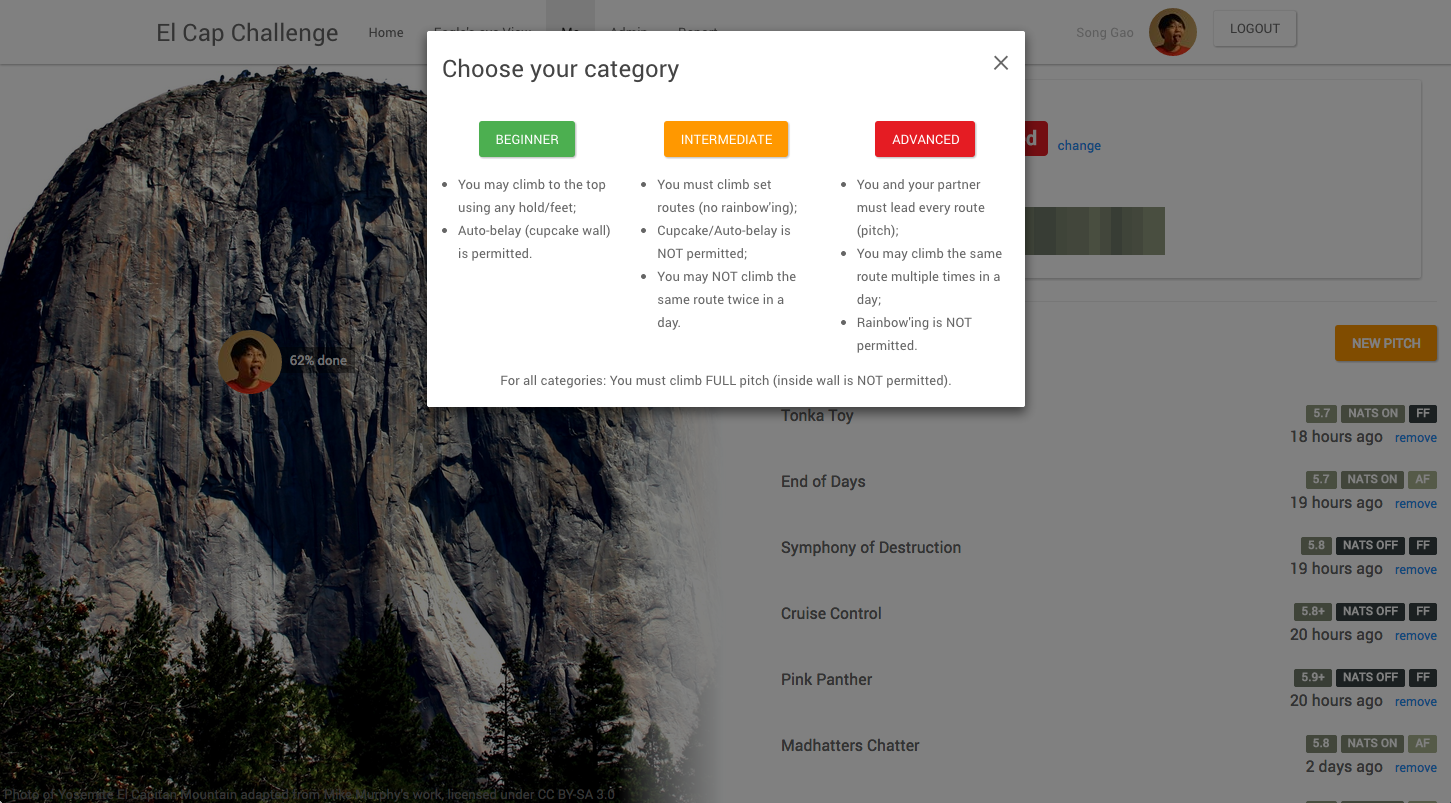 El Cap Challenge
Home
Eagle's-eye View
Me
Admin
Report
Song Gao
LOGOUT
Choose your category
BEGINNER
You may climb to the top
using any hold/feet;
Auto-belay (cupcake wall)
is permitted.
INTERMEDIATE
You must climb set
routes (no rainbow'ing);
Cupcake/Auto-belay is
NOT permitted;
You may NOT climb the
same route twice in a
day.
ADVANCED
You and your partner
must lead every route
(pitch);
You may climb the same
route multiple times in a
day;
Rainbow'ing is NOT
permitted.
For all categories: You must climb FULL pitch (inside wall is NOT permitted).
change
62% done
NEW PITCH
Tonka Toy
5.7 NATS ON FF
18 hours ago remove
End of Days
5.7 NATS ON AF
19 hours ago remove
Symphony of Destruction
5.8 NATS OFF FF
19 hours ago remove
Cruise Control
5.8+ NATS OFF FF
20 hours ago remove
Pink Panther
5.9+ NATS OFF FF
20 hours ago remove
Madhatters Chatter
5.8 NATS ON AF
2 days ago remove
Photo of Yosemite El Capitan Mountain adapted from Mike Murphy's work, licensed under CC BY-SA 3.0